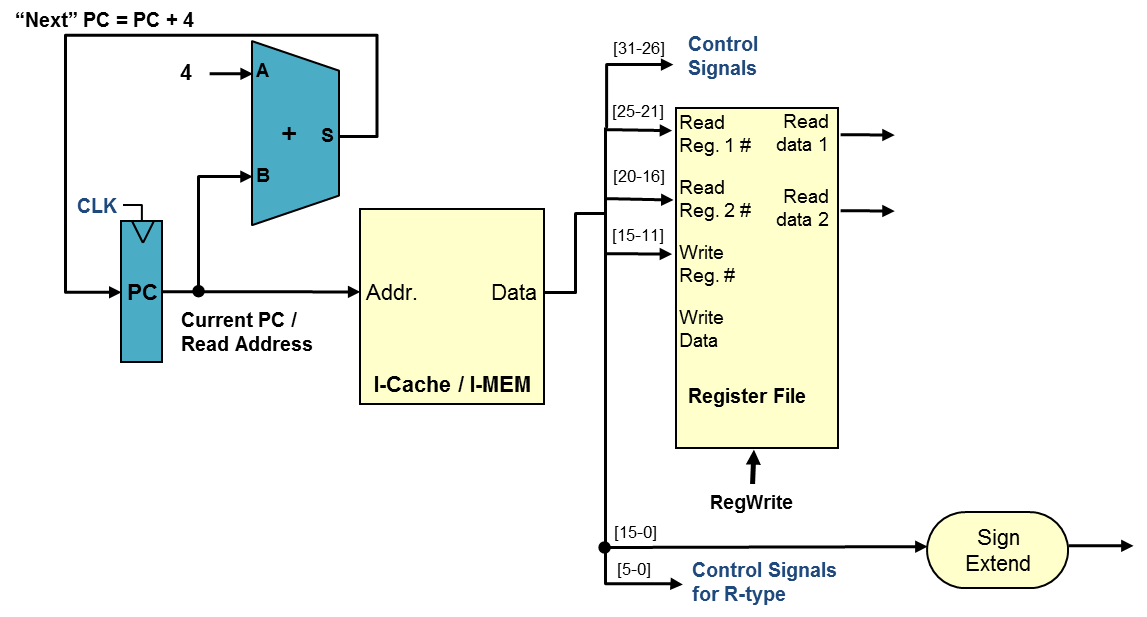 “Next” PC = PC + 4
4
A
+
S
B
CLK
PC
Current PC /
Read Address
Addr.
Data
I-Cache / I-MEM
[31-26]
Control
Signals
[25-21]
Read
Reg. 1 #
Read
data 1
[20-16]
Read
Reg. 2 #
Read
data 2
[15-11]
Write
Reg. #
Write
Data
Register File
RegWrite
[15-0]
Sign
Extend
[5-0]
Control Signals
for R-type